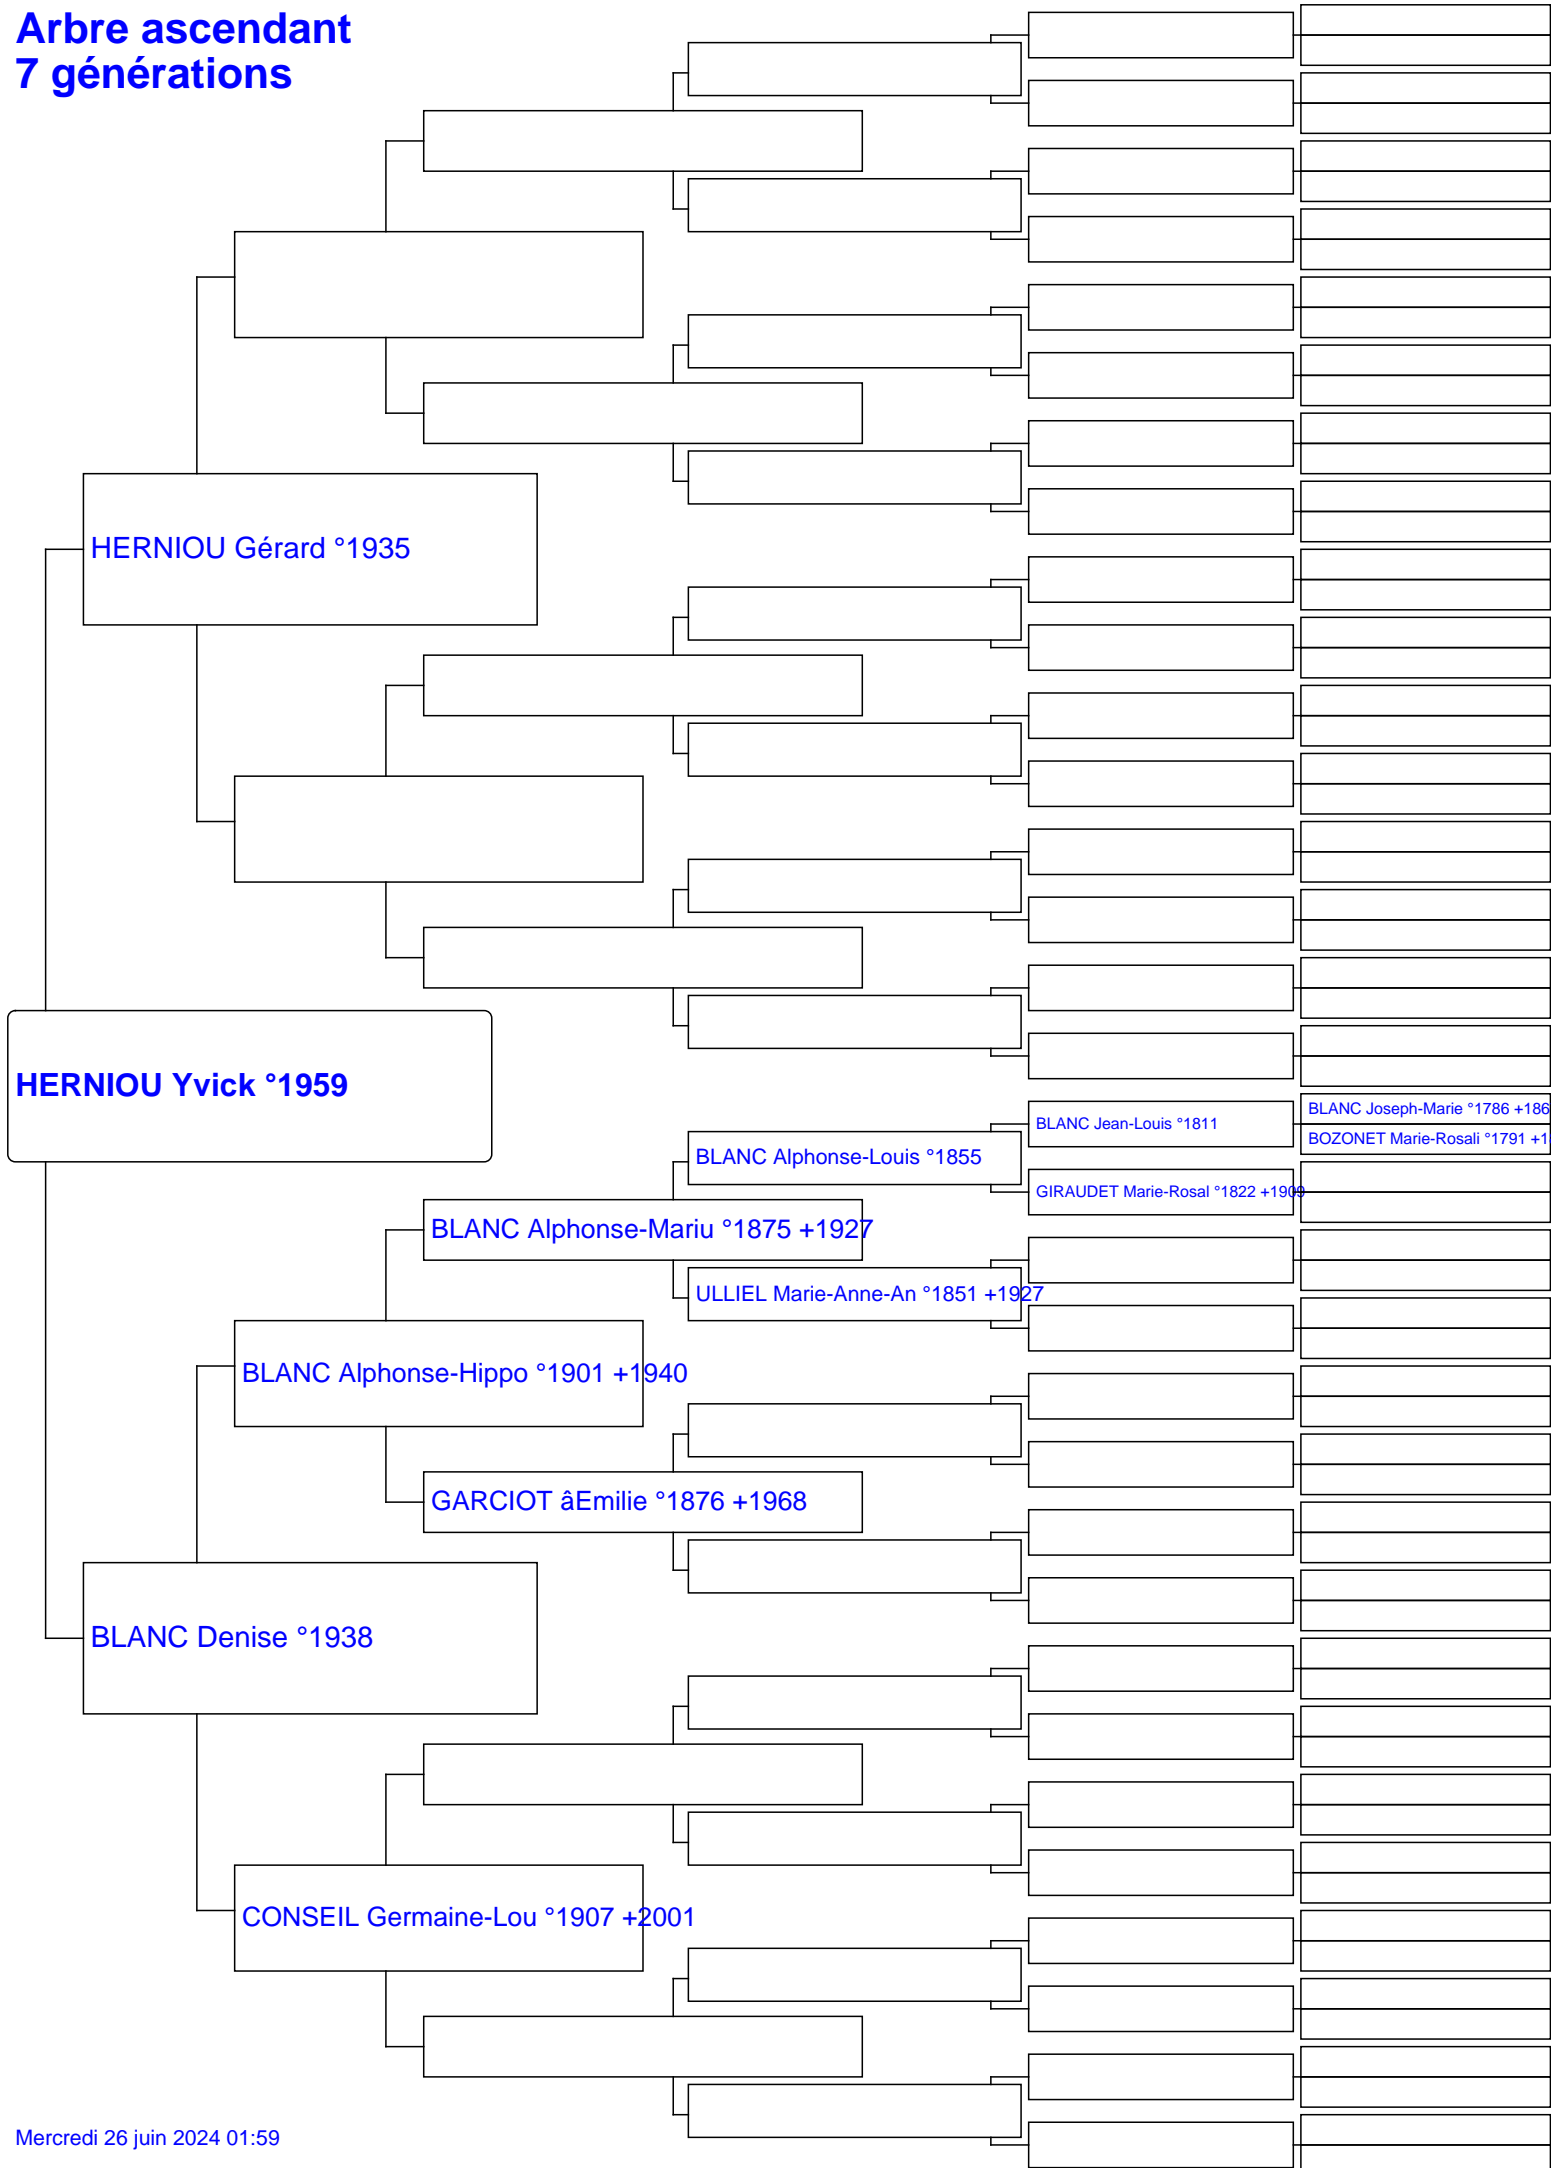 Arbre ascendant
7 générations
HERNIOU Gérard °1935
HERNIOU Yvick °1959
BLANC Joseph-Marie °1786 +186
BLANC Jean-Louis °1811
BOZONET Marie-Rosali °1791 +1
BLANC Alphonse-Louis °1855
GIRAUDET Marie-Rosal °1822 +1909
BLANC Alphonse-Mariu °1875 +1927
ULLIEL Marie-Anne-An °1851 +1927
BLANC Alphonse-Hippo °1901 +1940
GARCIOT âEmilie °1876 +1968
BLANC Denise °1938
CONSEIL Germaine-Lou °1907 +2001
Mercredi 26 juin 2024 01:59